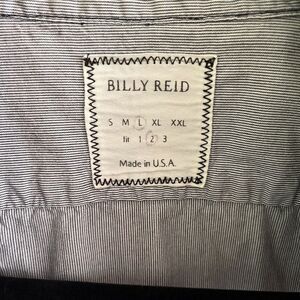 BILLY REID
S M L XL XXL
fit 1 2 3
Made in U.S.A.